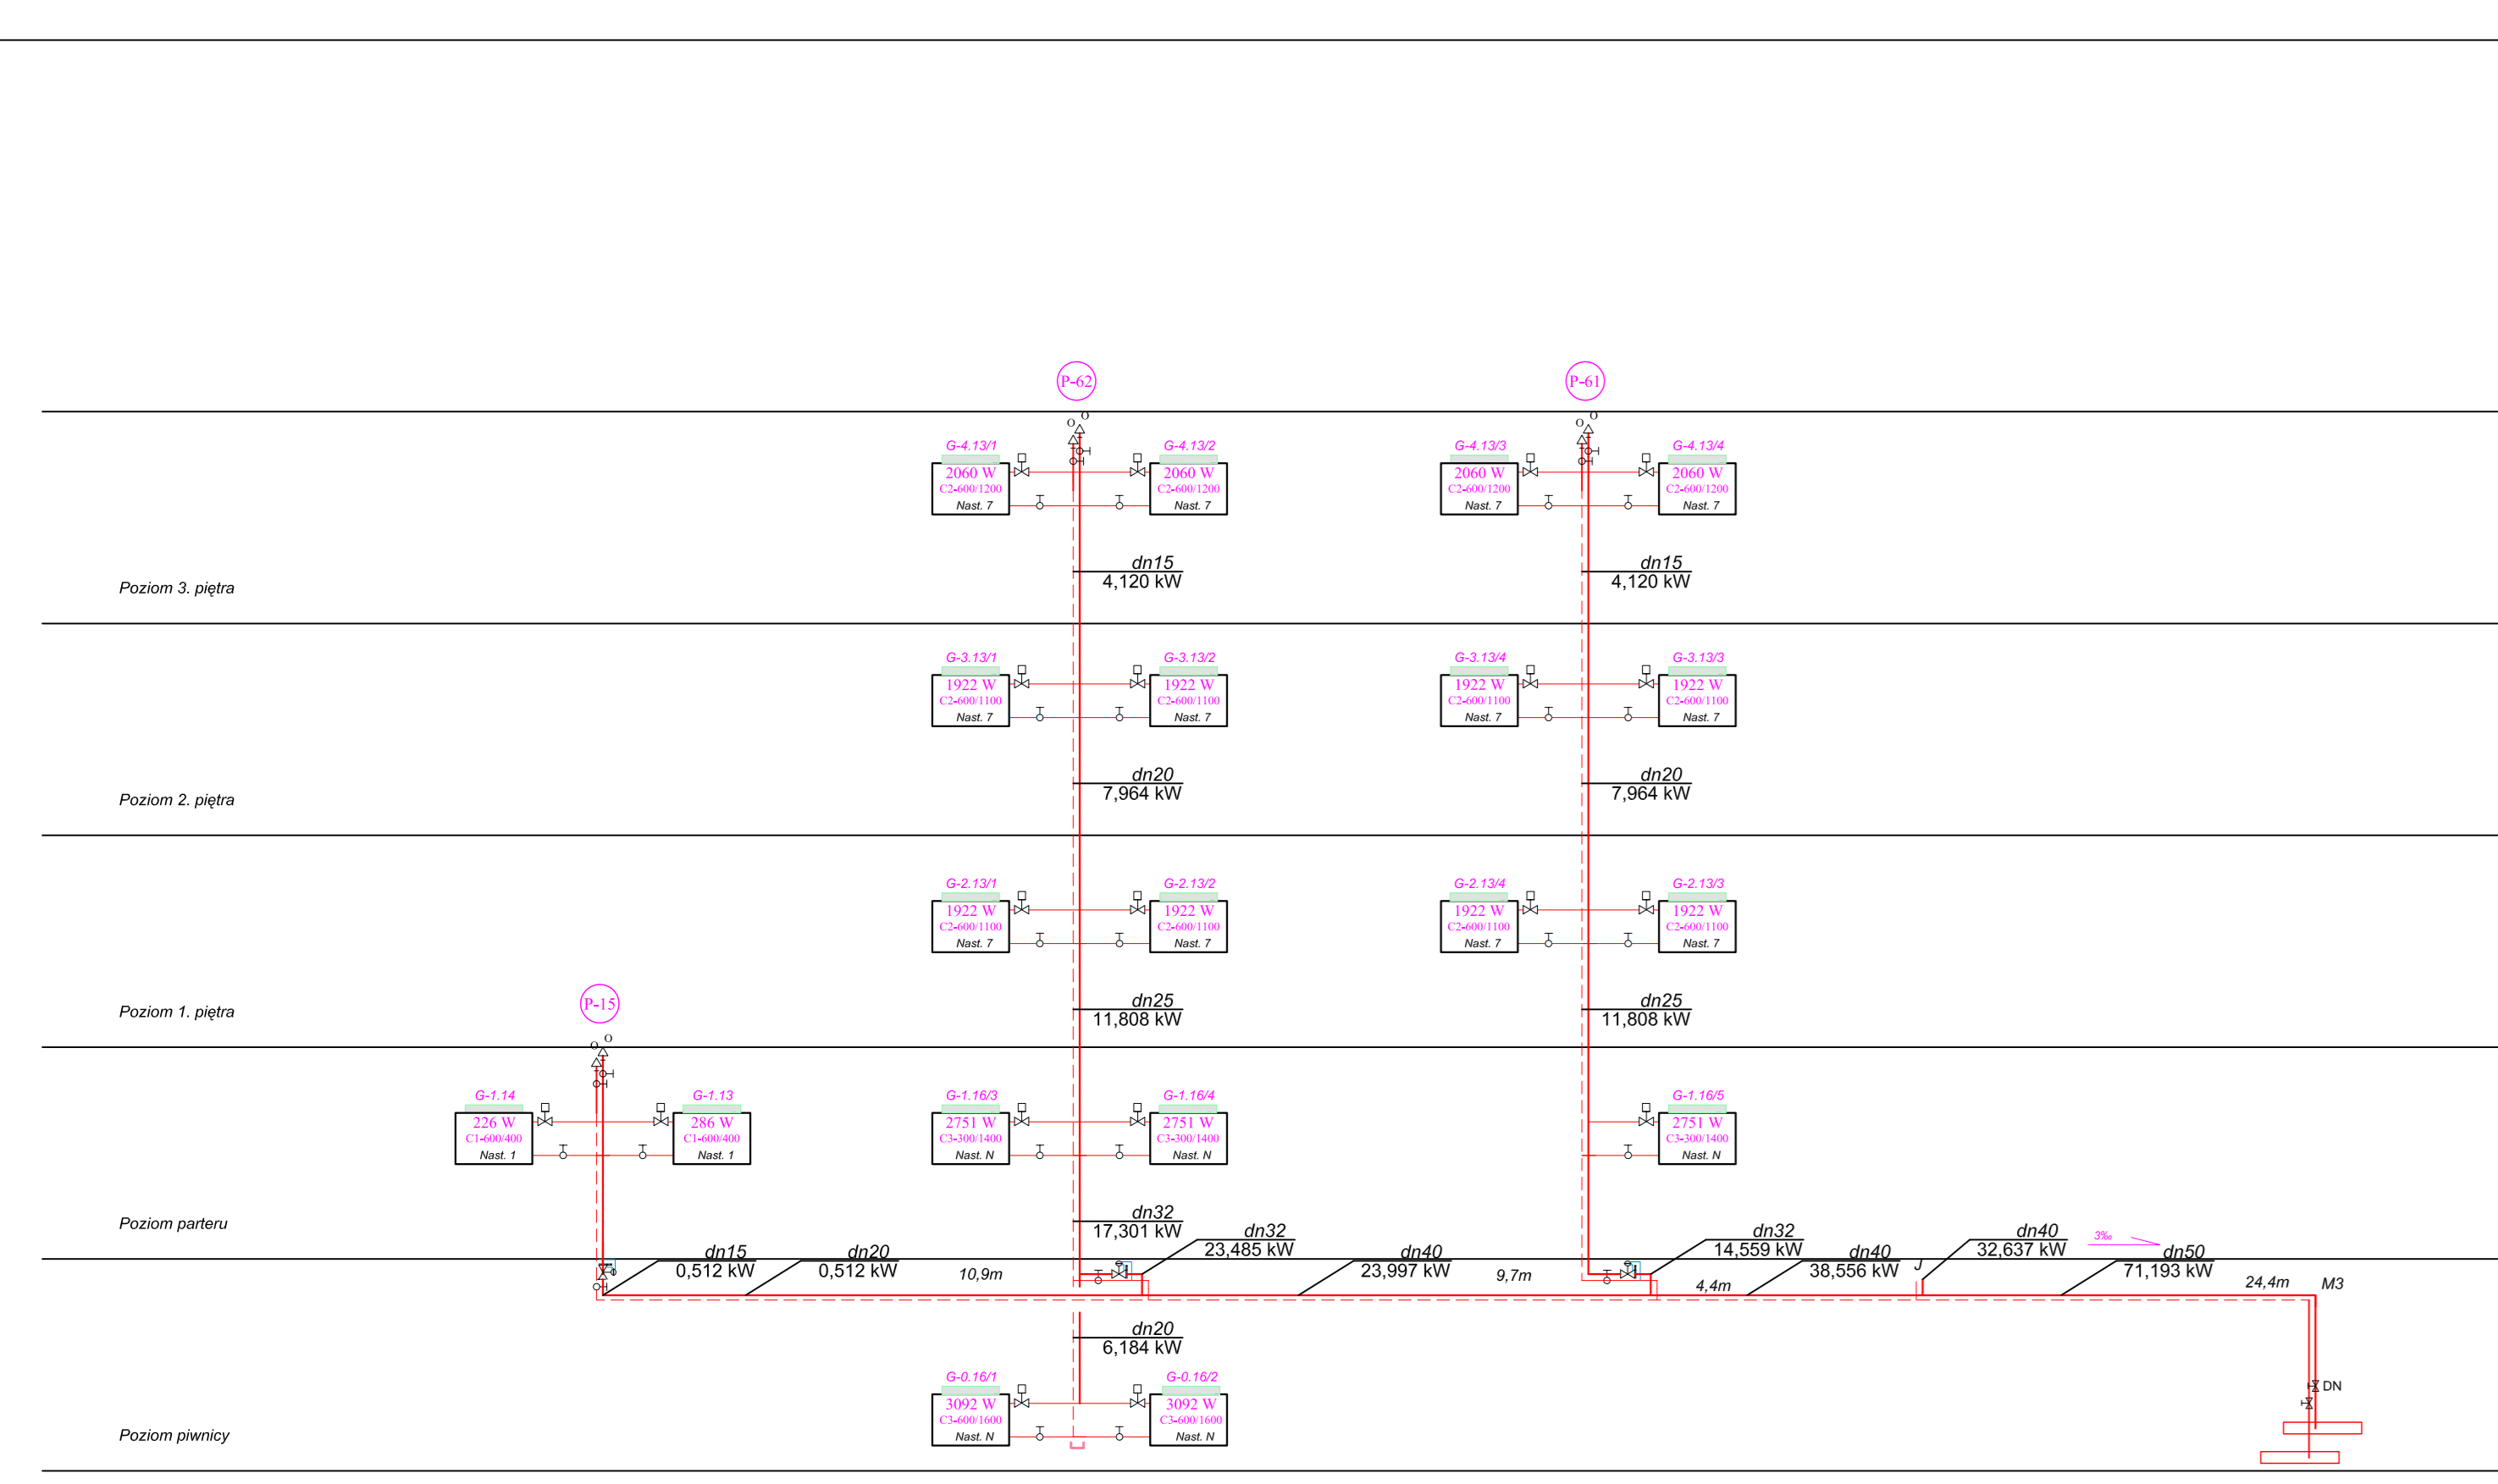 P-62
P-61
O
O
O
O
G-4.13/1
G-4.13/2
G-4.13/3
G-4.13/4
2060 W
2060 W
2060 W
2060 W
C2-600/1200
C2-600/1200
C2-600/1200
C2-600/1200
Nast. 7
Nast. 7
Nast. 7
Nast. 7
dn15
4,120 kW
dn15
4,120 kW
Poziom 3. piętra
G-3.13/1
G-3.13/2
G-3.13/4
G-3.13/3
1922 W
1922 W
1922 W
1922 W
C2-600/1100
C2-600/1100
C2-600/1100
C2-600/1100
Nast. 7
Nast. 7
Nast. 7
Nast. 7
dn20
7,964 kW
dn20
7,964 kW
Poziom 2. piętra
G-2.13/1
G-2.13/2
G-2.13/4
G-2.13/3
1922 W
1922 W
1922 W
1922 W
C2-600/1100
C2-600/1100
C2-600/1100
C2-600/1100
Nast. 7
Nast. 7
Nast. 7
Nast. 7
P-15
dn25
11,808 kW
dn25
11,808 kW
Poziom 1. piętra
O
O
G-1.14
G-1.13
G-1.16/3
G-1.16/4
G-1.16/5
226 W
286 W
2751 W
2751 W
2751 W
C1-600/400
C1-600/400
C3-300/1400
C3-300/1400
C3-300/1400
Nast. 1
Nast. 1
Nast. N
Nast. N
Nast. N
Poziom parteru
dn32
17,301 kW
dn15
0,512 kW
dn20
0,512 kW
10,9m
dn32
23,485 kW
dn40
23,997 kW
9,7m
dn32
14,559 kW
4,4m
dn40
38,556 kW
J
dn40
32,637 kW
3‰
dn50
71,193 kW
24,4m
M3
dn20
6,184 kW
G-0.16/1
G-0.16/2
3092 W
3092 W
C3-600/1600
C3-600/1600
Nast. N
Nast. N
DN
Poziom piwnicy